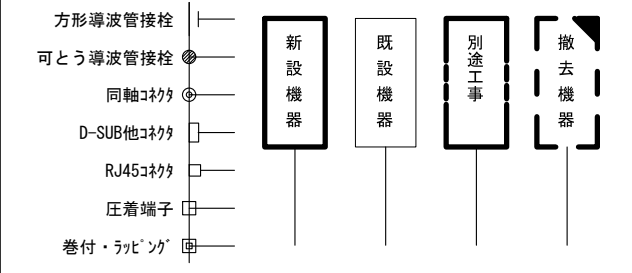 方形導波管接栓
可とう導波管接栓
同軸ｺﾈｸﾀ
D-SUB他ｺﾈｸﾀ
RJ45ｺﾈｸﾀ
圧着端子
巻付・ﾗｯﾋﾟﾝｸﾞ
新設機器
既設機器
別途工事
撤去機器